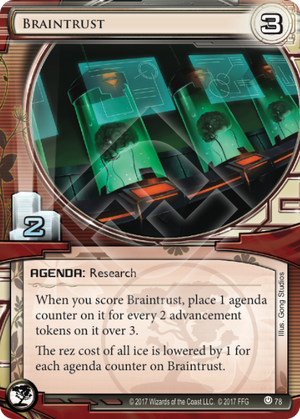 BRAINTRUST
3
2
AGENDA: Research
When you score Braintrust, place 1 agenda
counter on it for every 2 advancement
tokens on it over 3.
The rez cost of all ice is lowered by 1 for
each agenda counter on Braintrust.
Illus. Gong Studios
© 2017 Wizards of the Coast LLC. © 2017 FFG
78